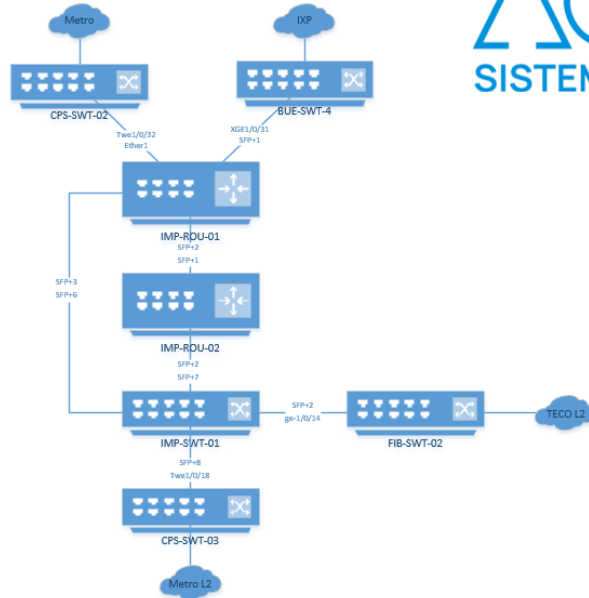 Metro
IXP
SISTEM
CPS-SWT-02
BUE-SWT-4
Twe1/0/32
Ether1
XGE1/0/31
SFP+1
IMP-ROU-01
SFP+2
SFP+1
SFP+3
SFP+6
IMP-ROU-02
SFP+2
SFP+7
IMP-SWT-01
SFP+2
ge-1/0/14
FIB-SWT-02
TECO L2
SFP+8
Twe1/0/18
CPS-SWT-03
Metro L2